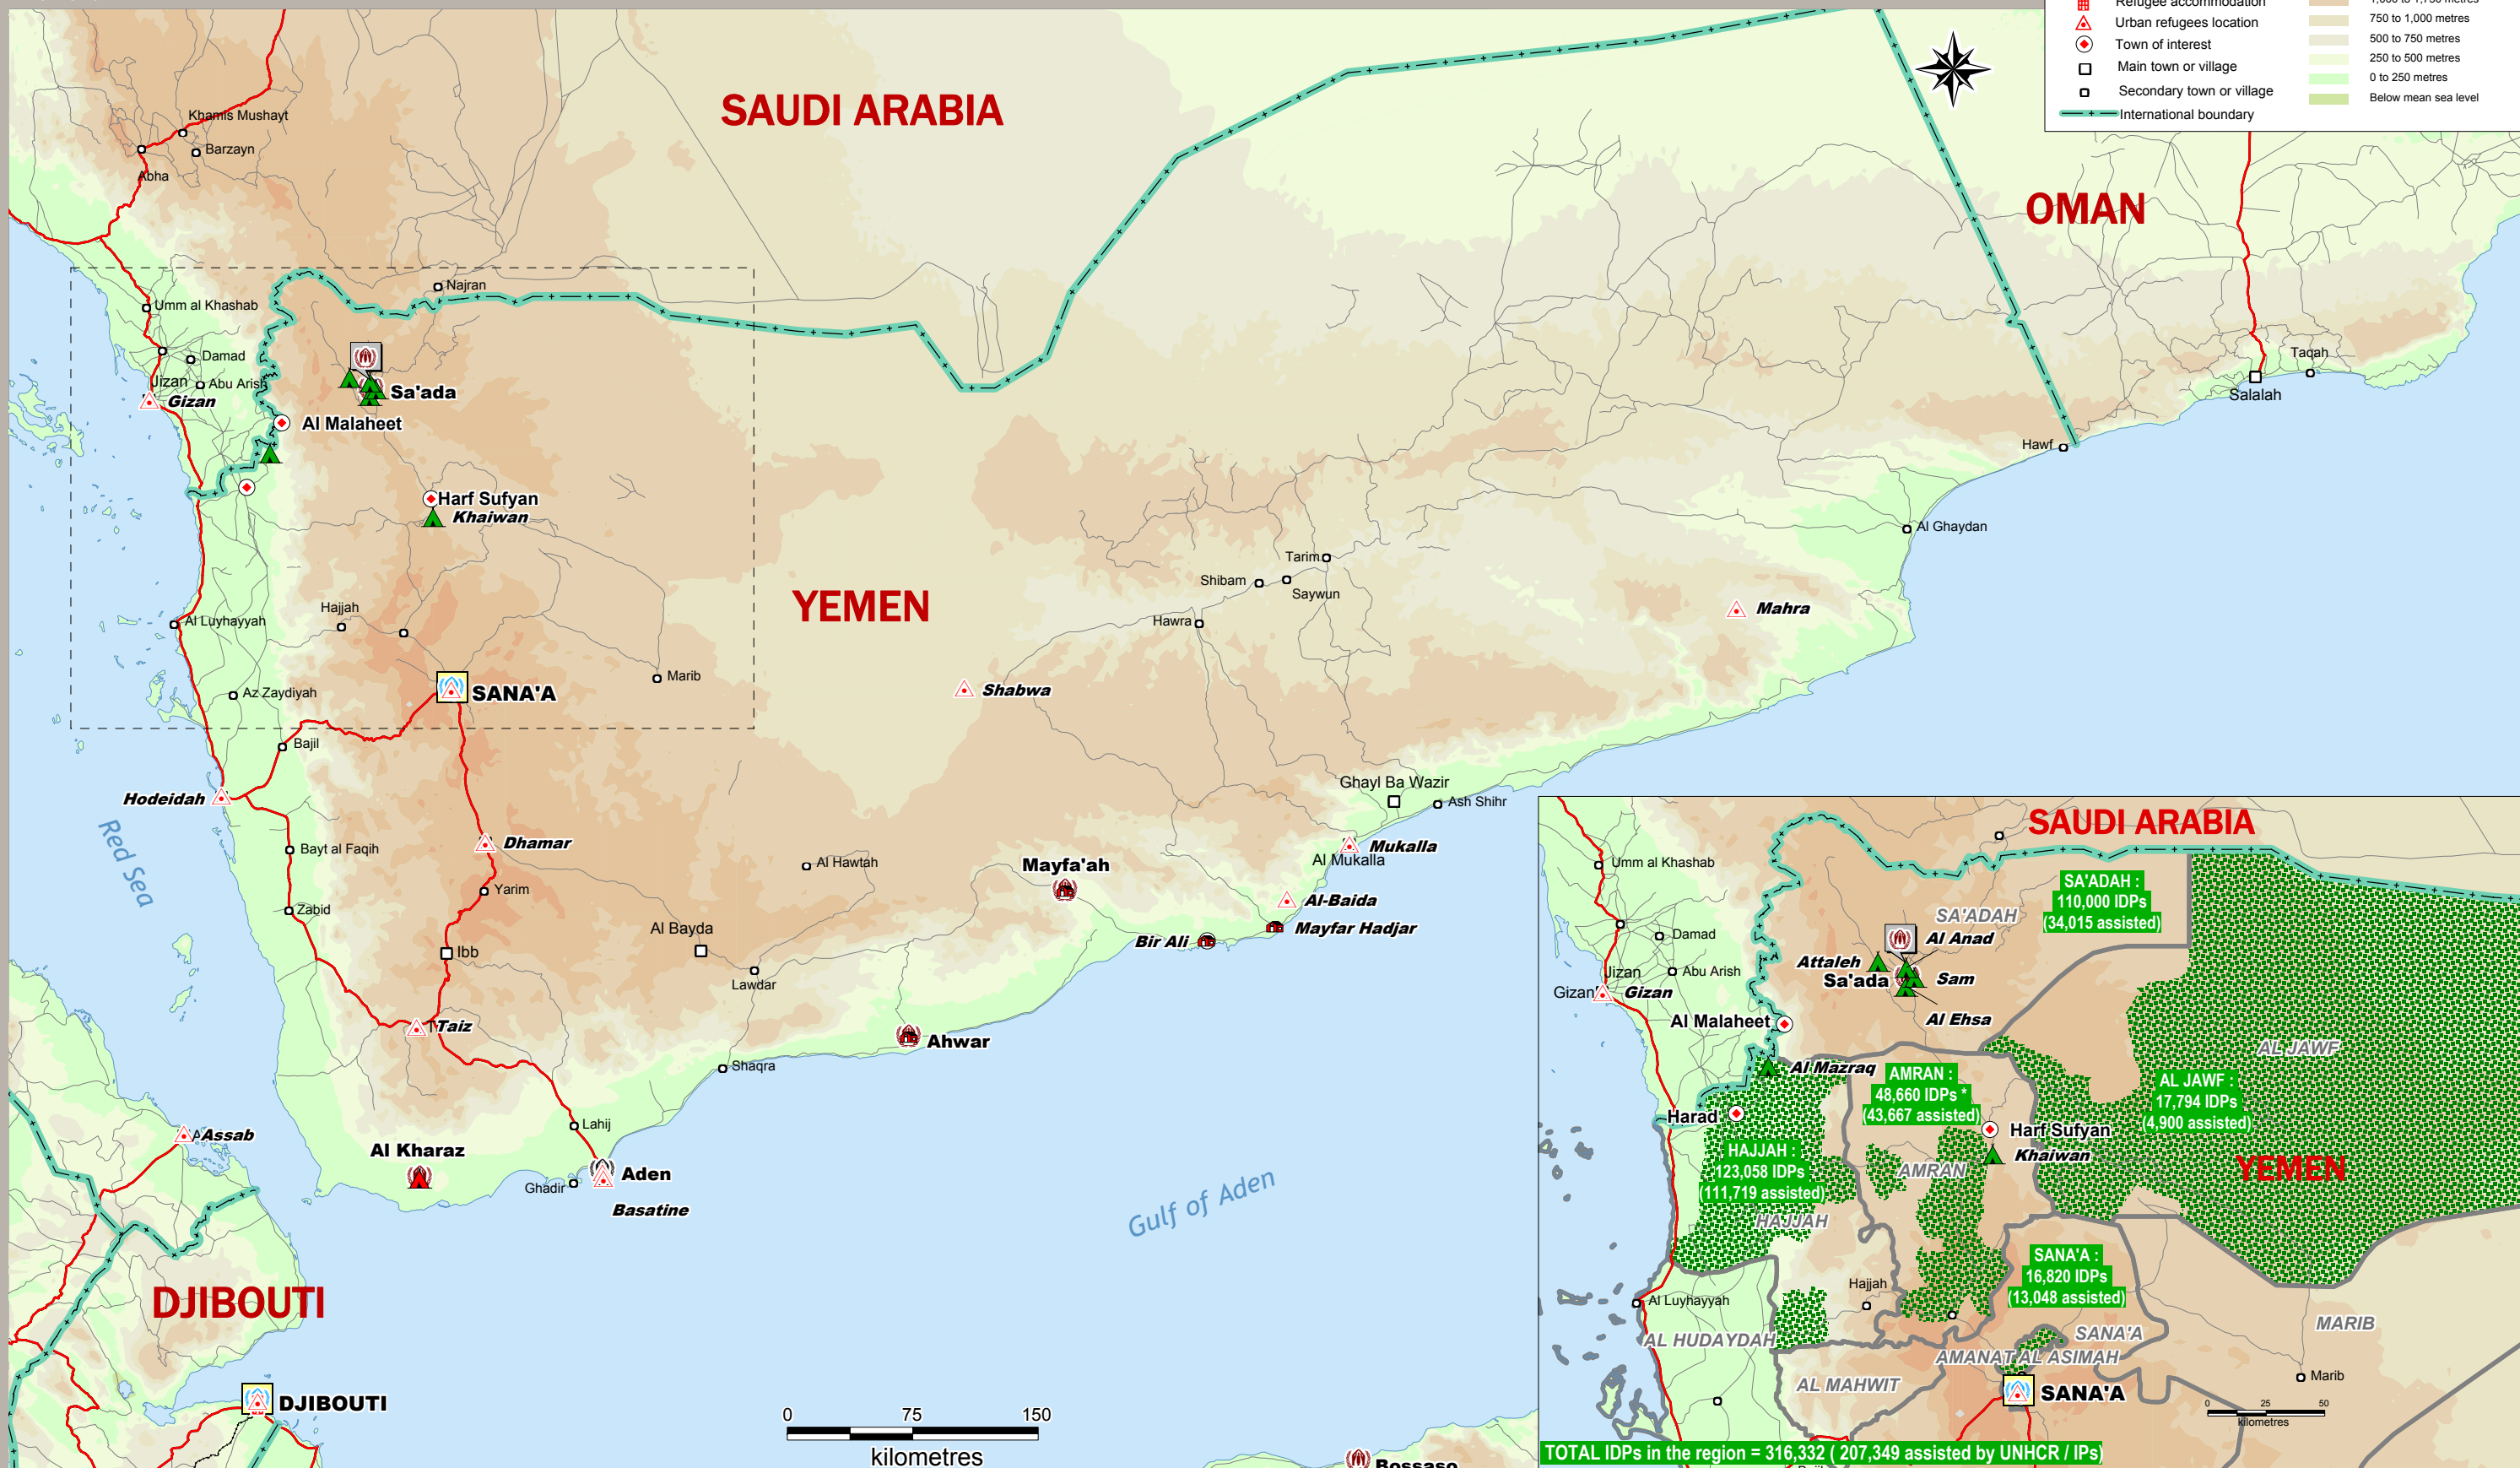 Refugee accommodation
Urban refugees location
Town of interest
Main town or village
Secondary town or village
International boundary
750 to 1,000 metres
500 to 750 metres
250 to 500 metres
0 to 250 metres
Below mean sea level
SAUDI ARABIA
OMAN
YEMEN
DJIBOUTI
Khamis Mushayt
Barzayn
Abha
Najran
Umm al Khashab
Damad
Jizan
Abu Arish
Gizan
Sa'ada
Al Malaheet
Harf Sufyan
Khaiwan
Taqah
Salalah
Hawf
Al Ghaydan
Tarim
Shibam
Saywun
Hawra
Mahra
Hajjah
Al Luyhayyah
Marib
SANA'A
Az Zaydiyah
Shabwa
Bajil
Hodeidah
Red Sea
Ghayl Ba Wazir
Ash Shihr
Dhamar
Bayt al Faqih
Al Hawtah
Mayfa'ah
Mukalla
Al Mukalla
Yarim
Zabid
Al-Baida
Al Bayda
Mayfar Hadjar
Bir Ali
Ibb
Lawdar
Taiz
Ahwar
Shaqra
Lahij
Assab
Al Kharaz
Aden
Ghadir
Basatine
Gulf of Aden
DJIBOUTI
0 75 150
kilometres
Bossaso
SAUDI ARABIA
Umm al Khashab
SA'ADAH :
110,000 IDPs
(34,015 assisted)
SA'ADAH
Damad
Al Anad
Attaleh
Jizan
Abu Arish
Sa'ada
Sam
Gizan
Gizan
Al Malaheet
Al Ehsa
AL JAWF
Al Mazraq
AMRAN :
48,660 IDPs *
(43,667 assisted)
AL JAWF :
17,794 IDPs
(4,900 assisted)
Harad
Harf Sufyan
HAJJAH :
123,058 IDPs
(111,719 assisted)
Khaiwan
AMRAN
YEMEN
HAJJAH
SANA'A :
16,820 IDPs
(13,048 assisted)
Hajjah
Al Luyhayyah
AL HUDAYDAH
SANA'A
MARIB
AMANAT AL ASIMAH
AL MAHWIT
Marib
SANA'A
0 25 50
kilometres
TOTAL IDPs in the region = 316,332 ( 207,349 assisted by UNHCR / IPs)